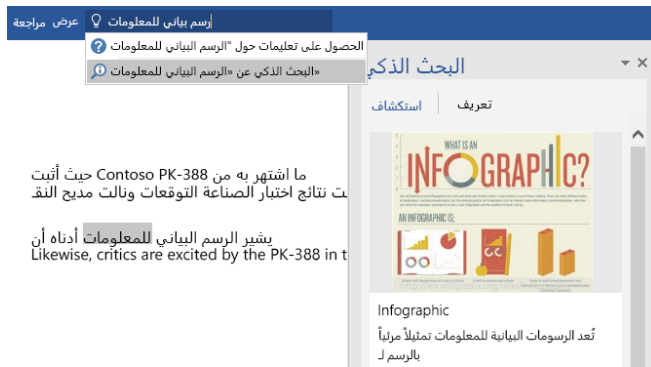 رسم بياني للمعلومات
عرض
مراجعة
الحصول على تعليمات حول "الرسم البياني للمعلومات
البحث الذكي عن «الرسم البياني للمعلومات»
البحث الذكي
تعريف
استكشاف
WHAT IS AN
INFOGRAPHIC?
AN INFOGRAPHIC IS:
Infographic
تُعد الرسومات البيانية للمعلومات تمثيلاً مرئياً
بالرسم لـ
ما اشتهر به من Contoso PK-388 حيث أثبت
ت نتائج اختبار الصناعة التوقعات ونالت مديح النقـ
يشير الرسم البياني للمعلومات أدناه أن
Likewise, critics are excited by the PK-388 in t